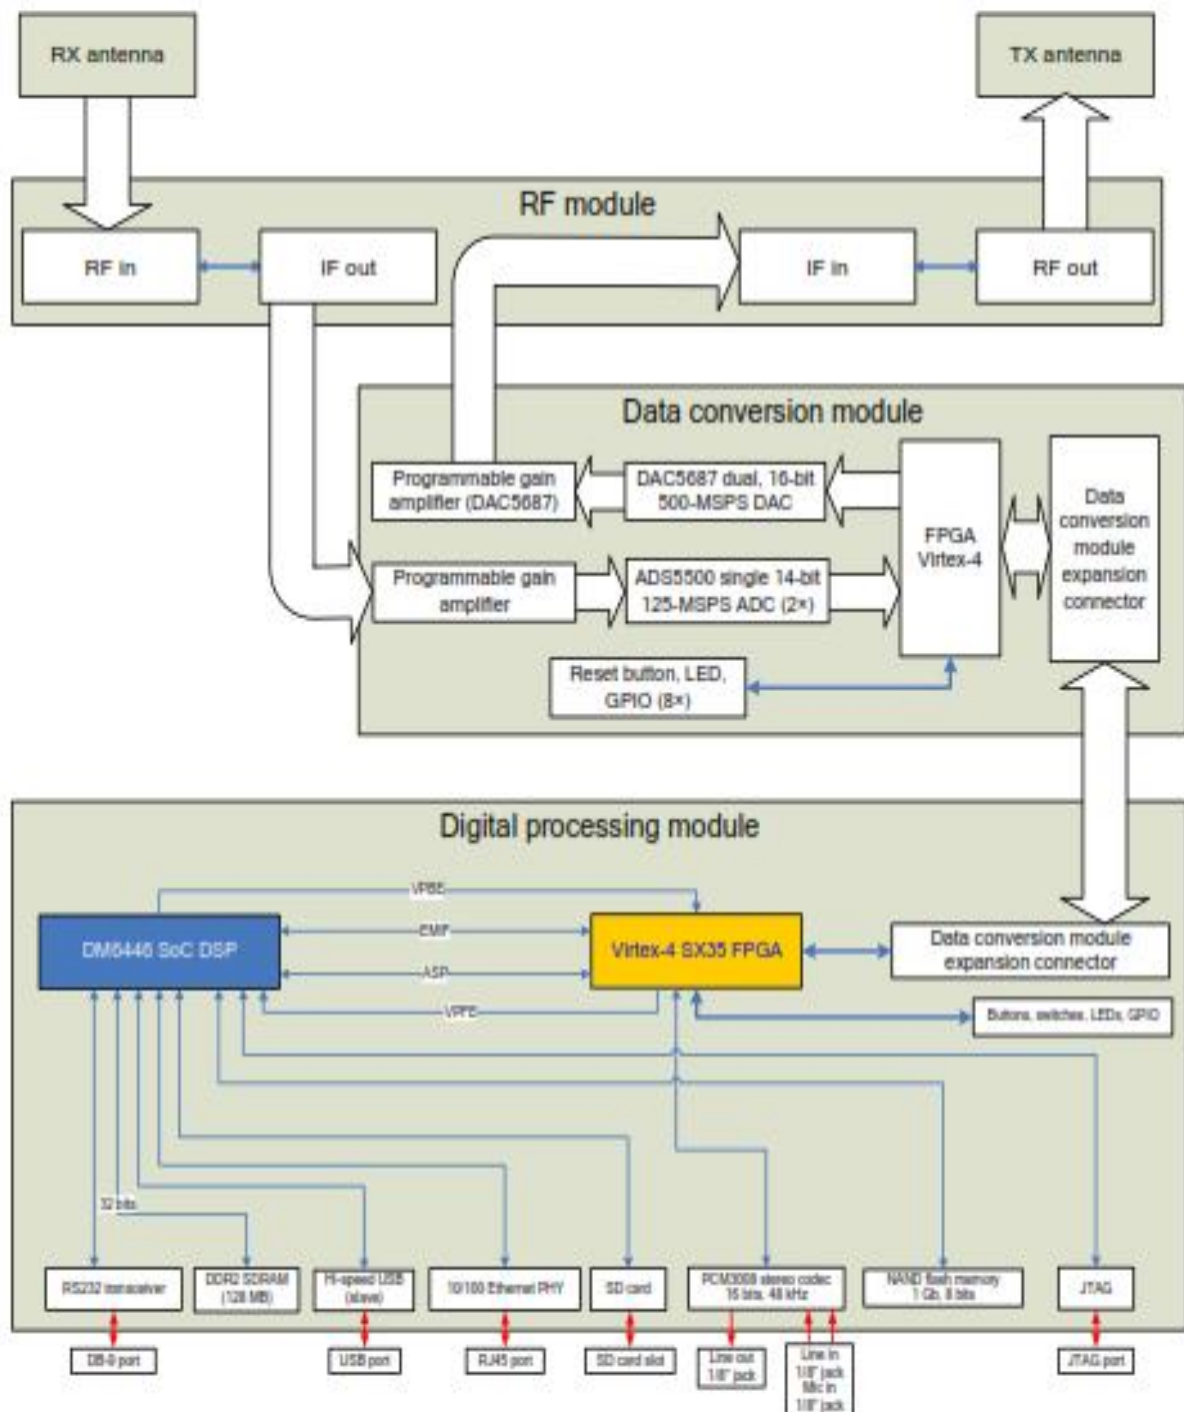 RX antenna
TX antenna
RF module
RF in
IF out
IF in
RF out
Data conversion module
Programmable gain
amplifier (DAC5687)
DAC5687 dual, 16-bit
500-MSPS DAC
FPGA
Virtex-4
Data
conversion
module
expansion
connector
Programmable gain
amplifier
ADS5500 single 14-bit
125-MSPS ADC (2×)
Reset button, LED,
GPIO (8×)
Digital processing module
VPBE
DM6446 SoC DSP
EMIF
Virtex-4 SX35 FPGA
Data conversion module
expansion connector
ASP
VPFE
Buttons, switches, LEDs, GPIO
32 bits
RS232 transceiver
DDR2 SDRAM
(128 MB)
Hi-speed USB
(slave)
10/100 Ethernet PHY
SD card
PCM3008 stereo codec
16 bits, 48 kHz
NAND flash memory
1 Gb, 8 bits
JTAG
DB-9 port
USB port
RJ45 port
SD card slot
Line out
1/8" jack
Line in
1/8" jack
Mic in
1/8" jack
JTAG port